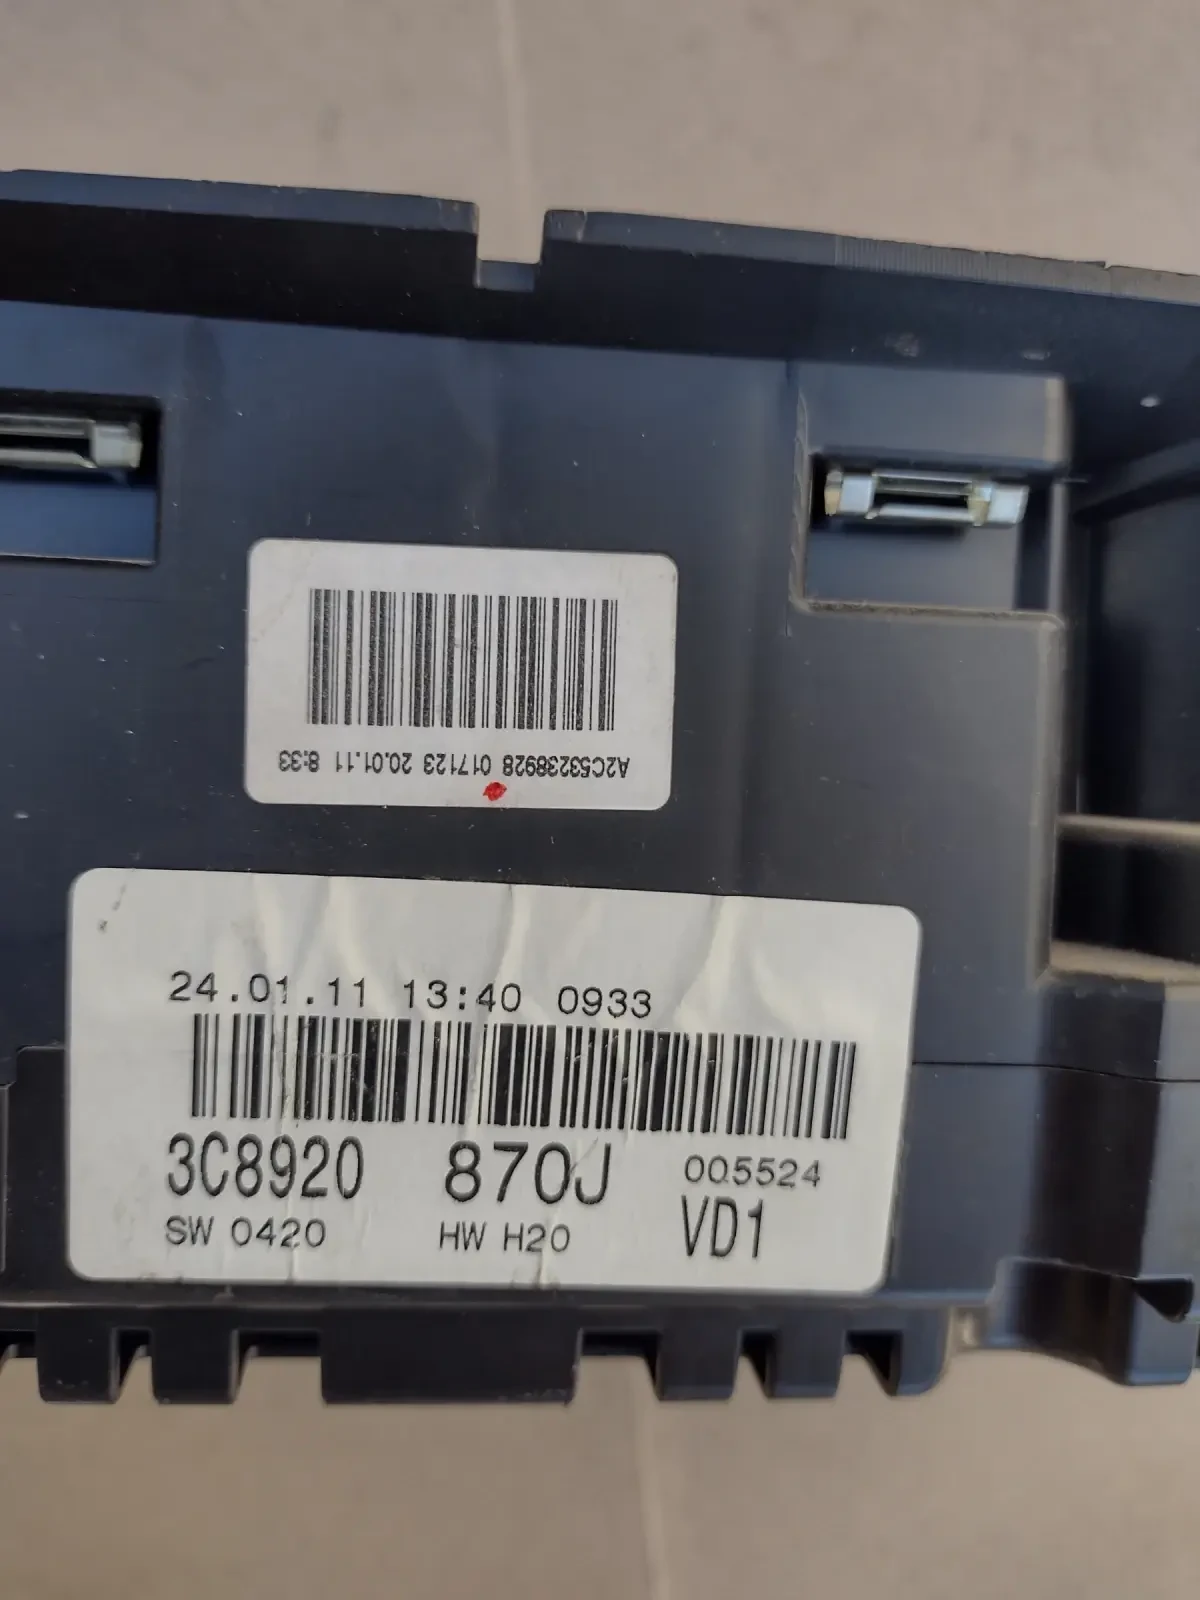 A2C53238928 017123 20.01.11 8:33
24.01.11 13:40 0933
3C8920 870J 005524
SW 0420 HW H20 VD1